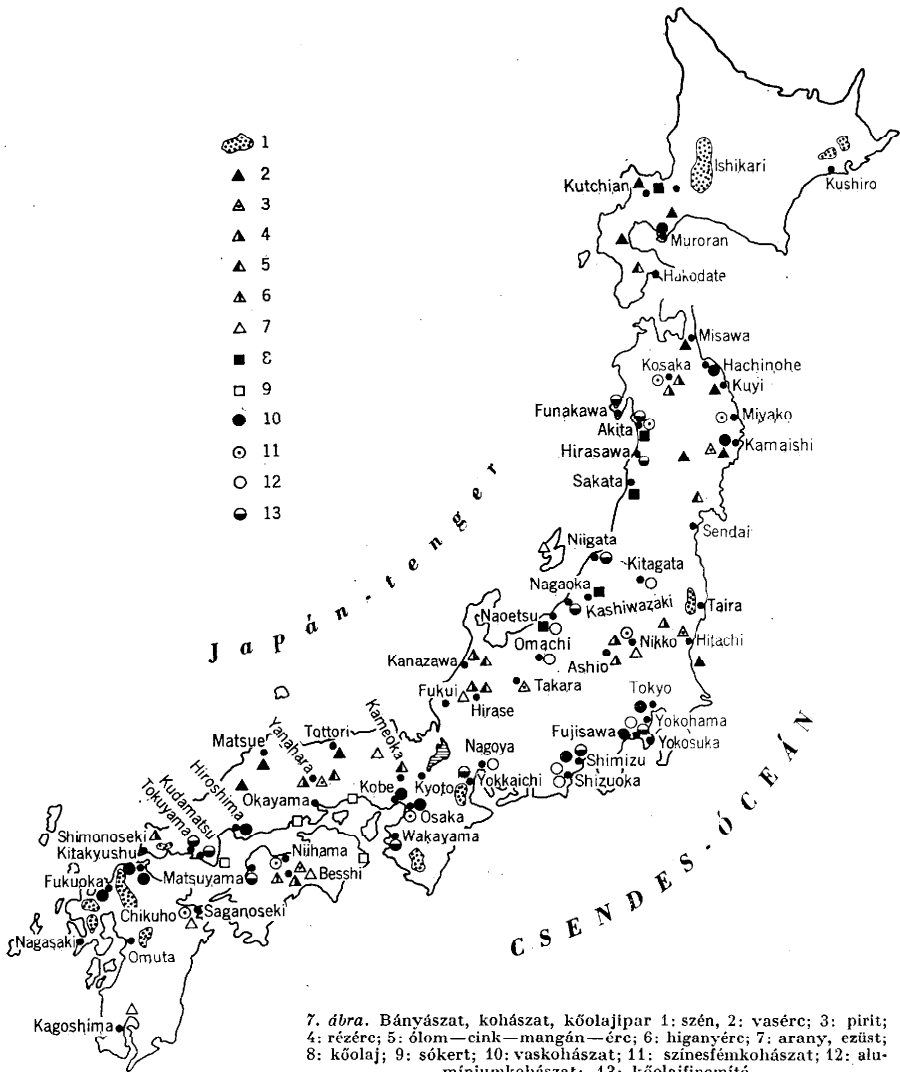 1
2
3
4
5
6
7
8
9
10
11
12
13
Ishikari
Kutchian
Kushiro
Muroran
Hakodate
Misawa
Kosaka
Hachinohe
Kuyi
Funakawa
Miyako
Akita
Kamaishi
Hirasawa
Sakata
Sendai
Niigata
Kitagata
Nagaoka
Kashiwazaki
Taira
Naoetsu
Omachi
Nikko
Hitachi
Japán-tenger
Kanazawa
Ashio
Takara
Fukui
Hirase
Tokyo
Kameoka
Yokohama
Tottori
Yanahara
Matsue
Nagoya
Fujisawa
Yokosuka
Shimizu
Hiroshima
Kobe
Kyoto
Yokkaichi
Shizuoka
Kudamatsu
Tokuyama
Okayama
Osaka
Shimonoseki
Wakayama
Kitakyushu
Niihama
Fukuoka
Matsuyama
Besshi
Chikuho
Saganoseki
Nagasaki
Omuta
CSENDES-ÓCEÁN
Kagoshima
7. ábra. Bányászat, kohászat, kőolajipar 1: szén, 2: vasérc; 3: pirit;
4: rézérc; 5: ólom—cink—mangán—érc; 6: higanyérc; 7: arany, ezüst;
8: kőolaj; 9: sókert; 10: vaskohászat; 11: színesfémkohászat; 12: alu-
míniumkohászat; 13: kőolajfinomító